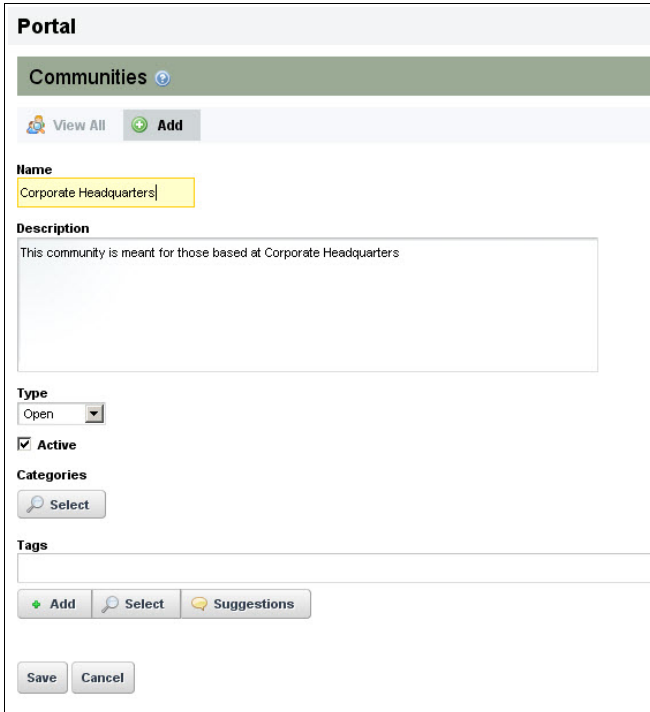 Portal
Communities
View All Add
Name
Corporate Headquarters
Description
This community is meant for those based at Corporate Headquarters
Type
Open
Active
Categories
Select
Tags
Add Select Suggestions
Save Cancel